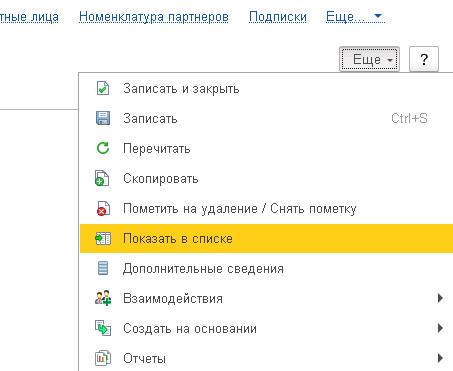 тные лица Номенклатура партнеров Подписки Еще...
Еще ?
Записать и закрыть
Записать Ctrl+S
Перечитать
Скопировать
Пометить на удаление / Снять пометку
Показать в списке
Дополнительные сведения
Взаимодействия
Создать на основании
Отчеты